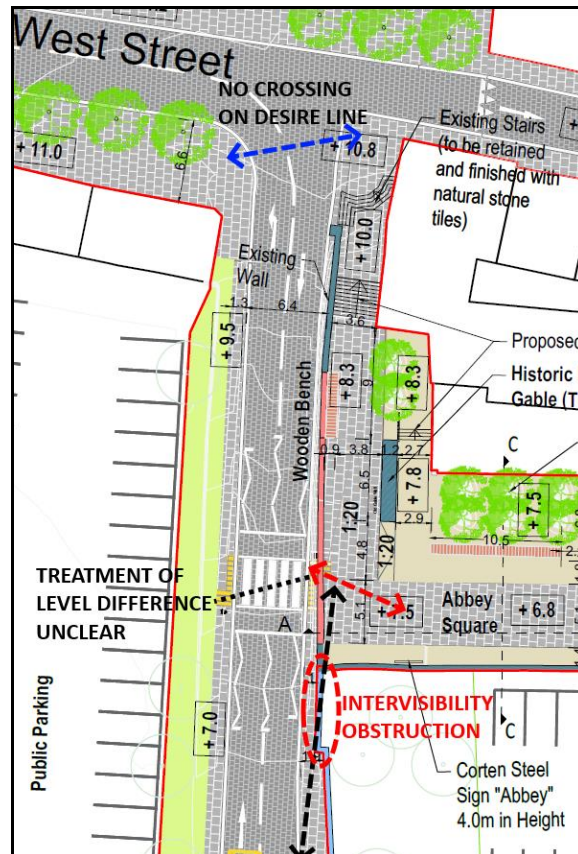 West Street
NO CROSSING
ON DESIRE LINE
+ 11.0
6.6
+ 10.8
Existing Stairs
(to be retained
and finished with
natural stone
tiles)
+ 10.0
Existing
Wall
1.3
6.4
3.6
+ 9.5
Proposed
+ 8.3
+ 8.3
Historic
Gable (T
Wooden Bench
9
0.9
3.8
1.2
2.7
C
6.5
+ 7.8
+ 7.5
1:20
2.9
10.5
4.8
1:20
TREATMENT OF
LEVEL DIFFERENCE
UNCLEAR
5.1
Abbey
Square
+ 6.8
A
INTERVISIBILITY
OBSTRUCTION
+ 7.0
C
Public Parking
Corten Steel
Sign "Abbey"
4.0m in Height